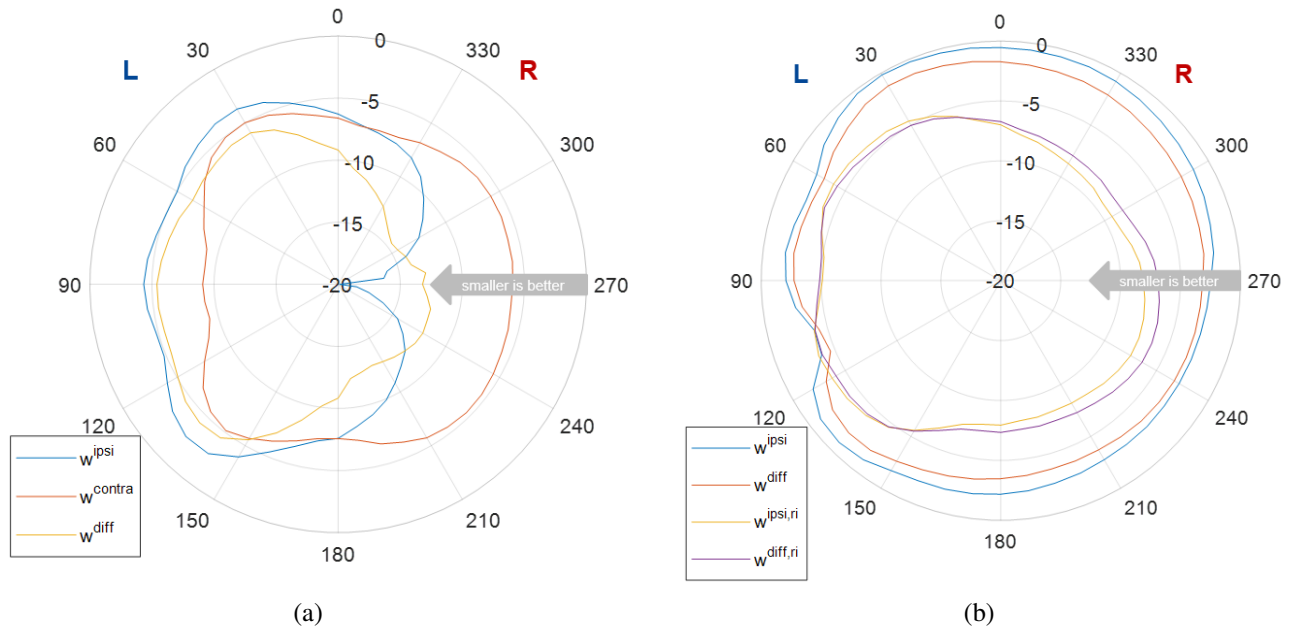 0
30
330
L
R
0
-5
60
300
-10
-15
90
-20
smaller is better
270
120
240
w^ipsi
w^contra
w^diff
150
210
180
(a)
0
30
330
L
R
0
-5
60
300
-10
-15
90
-20
smaller is better
270
120
240
w^ipsi
w^diff
w^ipsi,ri
w^diff,ri
150
210
180
(b)